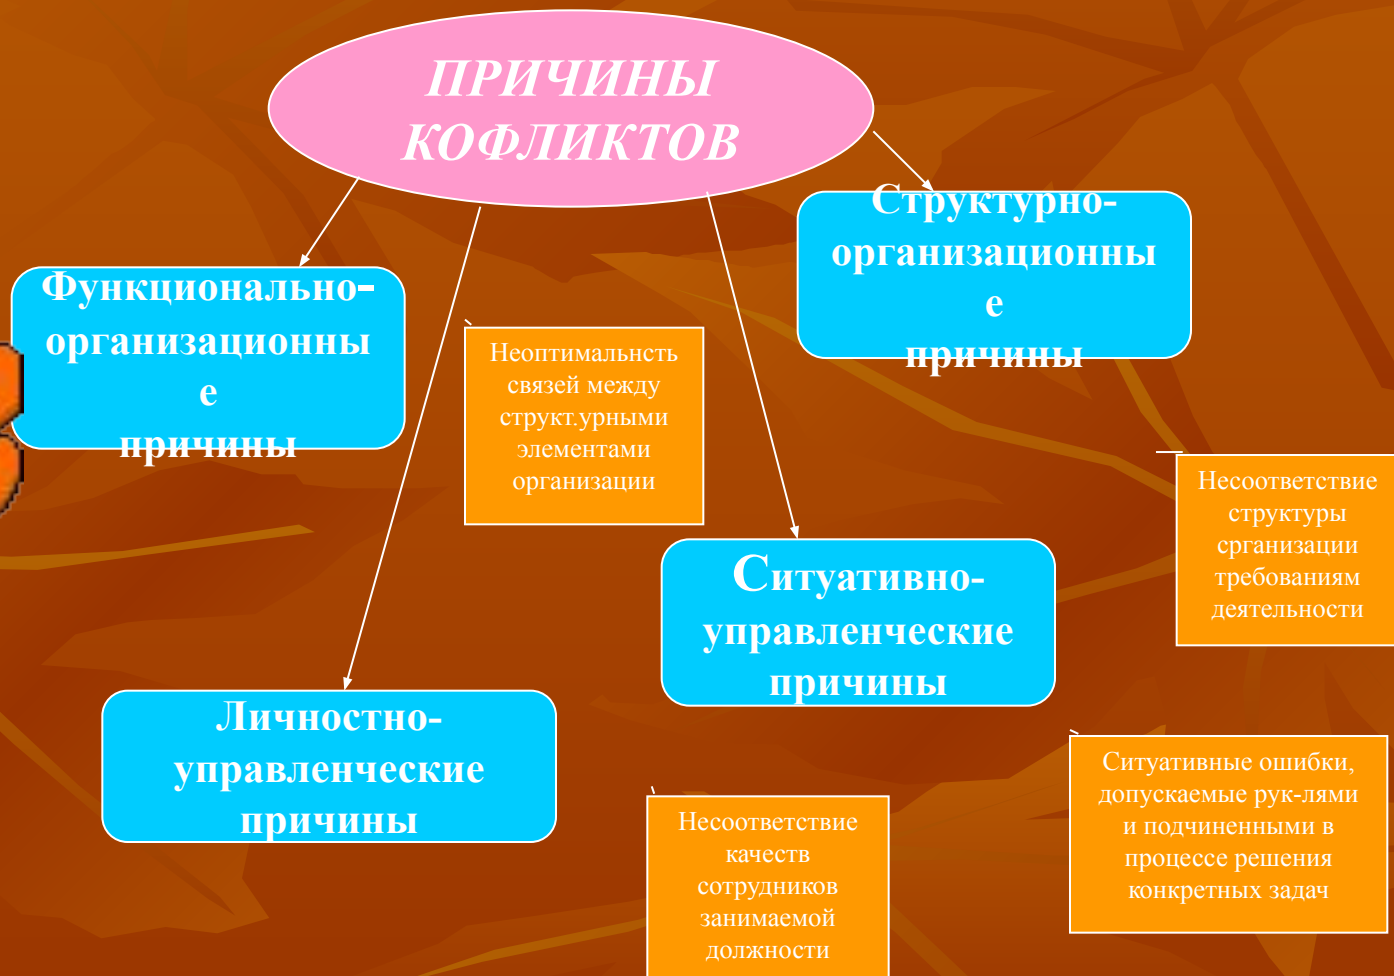 ПРИЧИНЫ
КОФЛИКТОВ
Структурно-
организационны
е
причины
Функционально-
организационны
е
причины
Неоптимальнсть
связей между
структ.урными
элементами
организации
Несоответствие
структуры
срганизации
требованиям
деятельности
Ситуативно-
управленческие
причины
Личностно-
управленческие
причины
Ситуативные ошибки,
допускаемые рук-лями
и подчиненными в
процессе решения
конкретных задач
Несоответствие
качеств
сотрудников
занимаемой
должности